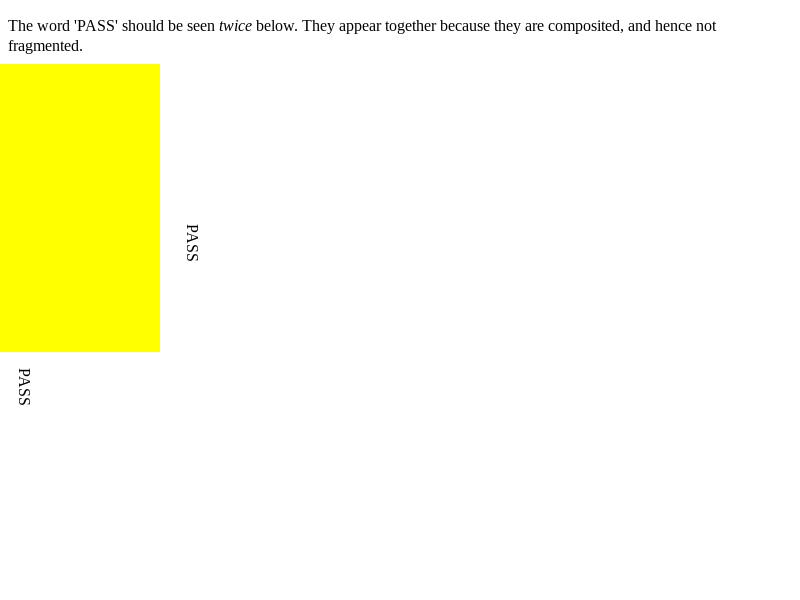 The word 'PASS' should be seen twice below. They appear together because they are composited, and hence not
fragmented.
PASS
PASS